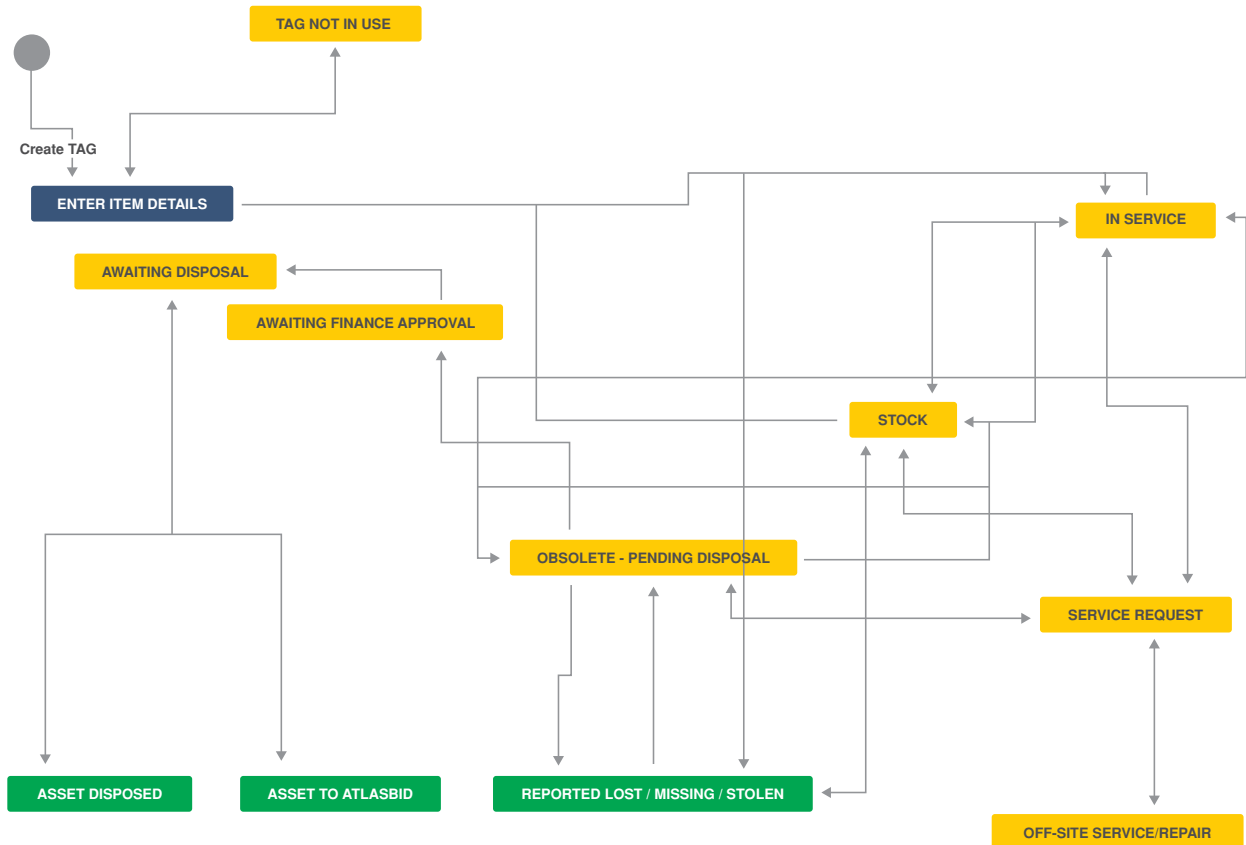 TAG NOT IN USE
Create TAG
ENTER ITEM DETAILS
IN SERVICE
AWAITING DISPOSAL
AWAITING FINANCE APPROVAL
STOCK
OBSOLETE - PENDING DISPOSAL
SERVICE REQUEST
ASSET DISPOSED
ASSET TO ATLASBID
REPORTED LOST / MISSING / STOLEN
OFF-SITE SERVICE/REPAIR